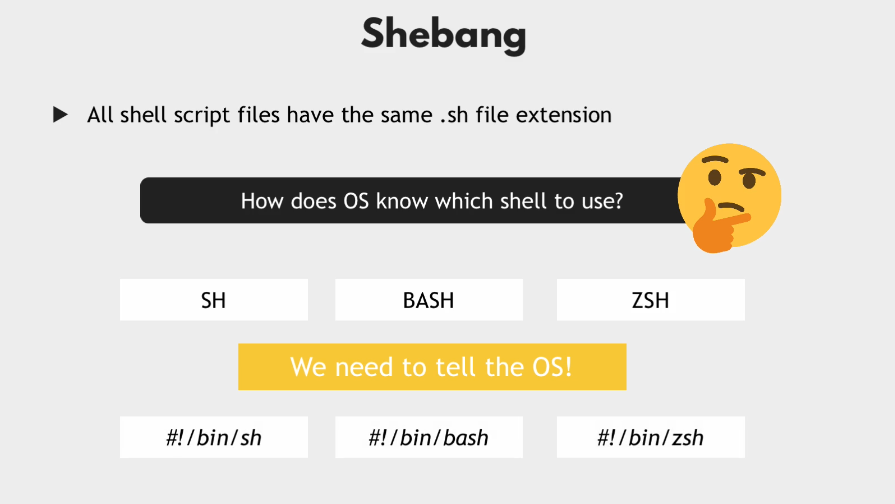 Shebang
All shell script files have the same .sh file extension
How does OS know which shell to use?
SH
BASH
ZSH
We need to tell the OS!
#!/bin/sh
#!/bin/bash
#!/bin/zsh